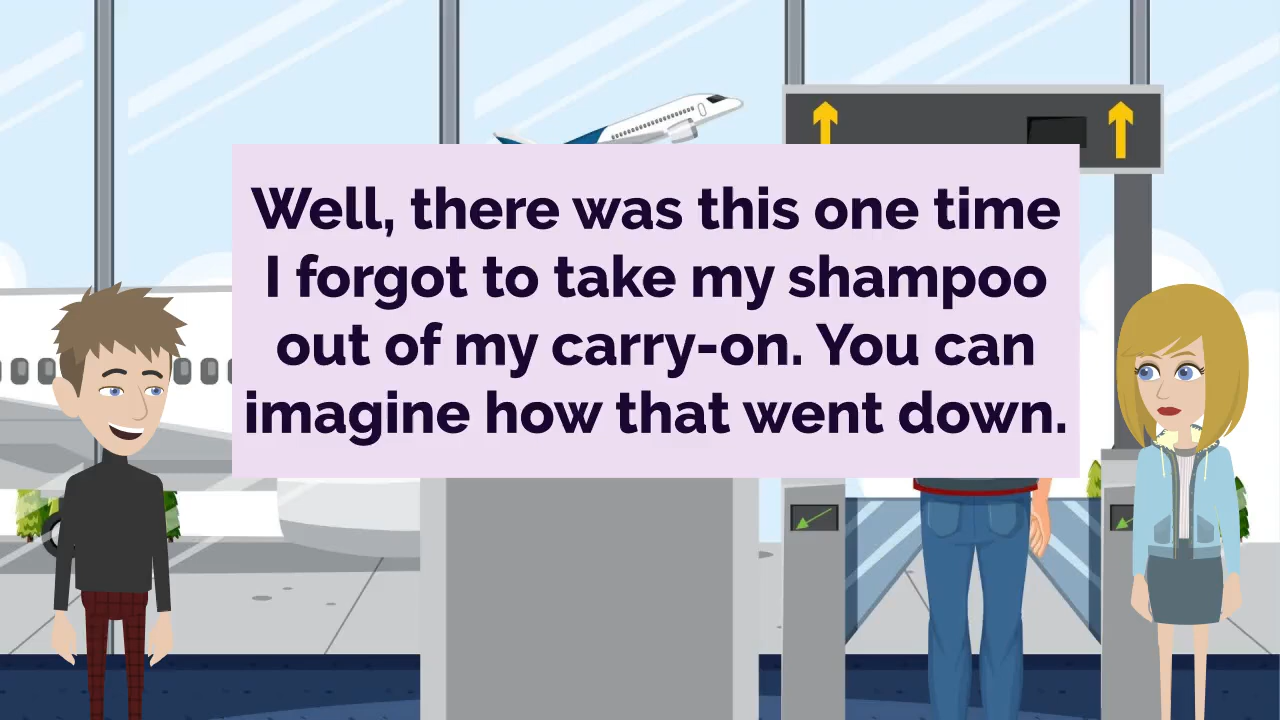 Well, there was this one time
I forgot to take my shampoo
out of my carry-on. You can
imagine how that went down.